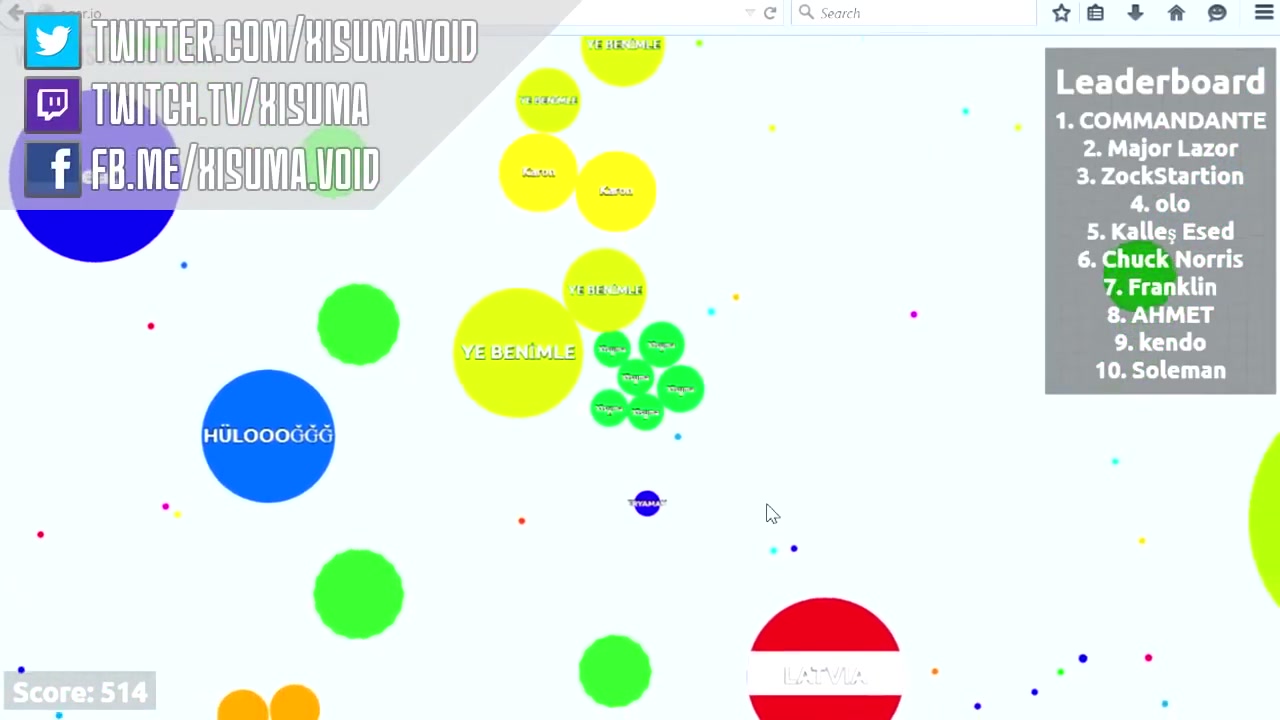 TWITTER.COM/XISUMAVOID
TWITCH.TV/XISUMA
FB.ME/XISUMA.VOID
Search
Leaderboard
1. COMMANDANTE
2. Major Lazor
3. ZockStartion
4. olo
5. Kalleş Esed
6. Chuck Norris
7. Franklin
8. AHMET
9. kendo
10. Soleman
YE BENİMLE
YE BENİMLE
Karon
Karon
YE BENİMLE
YE BENİMLE
HÜLOOOĞĞĞ
LATVIA
Score: 514